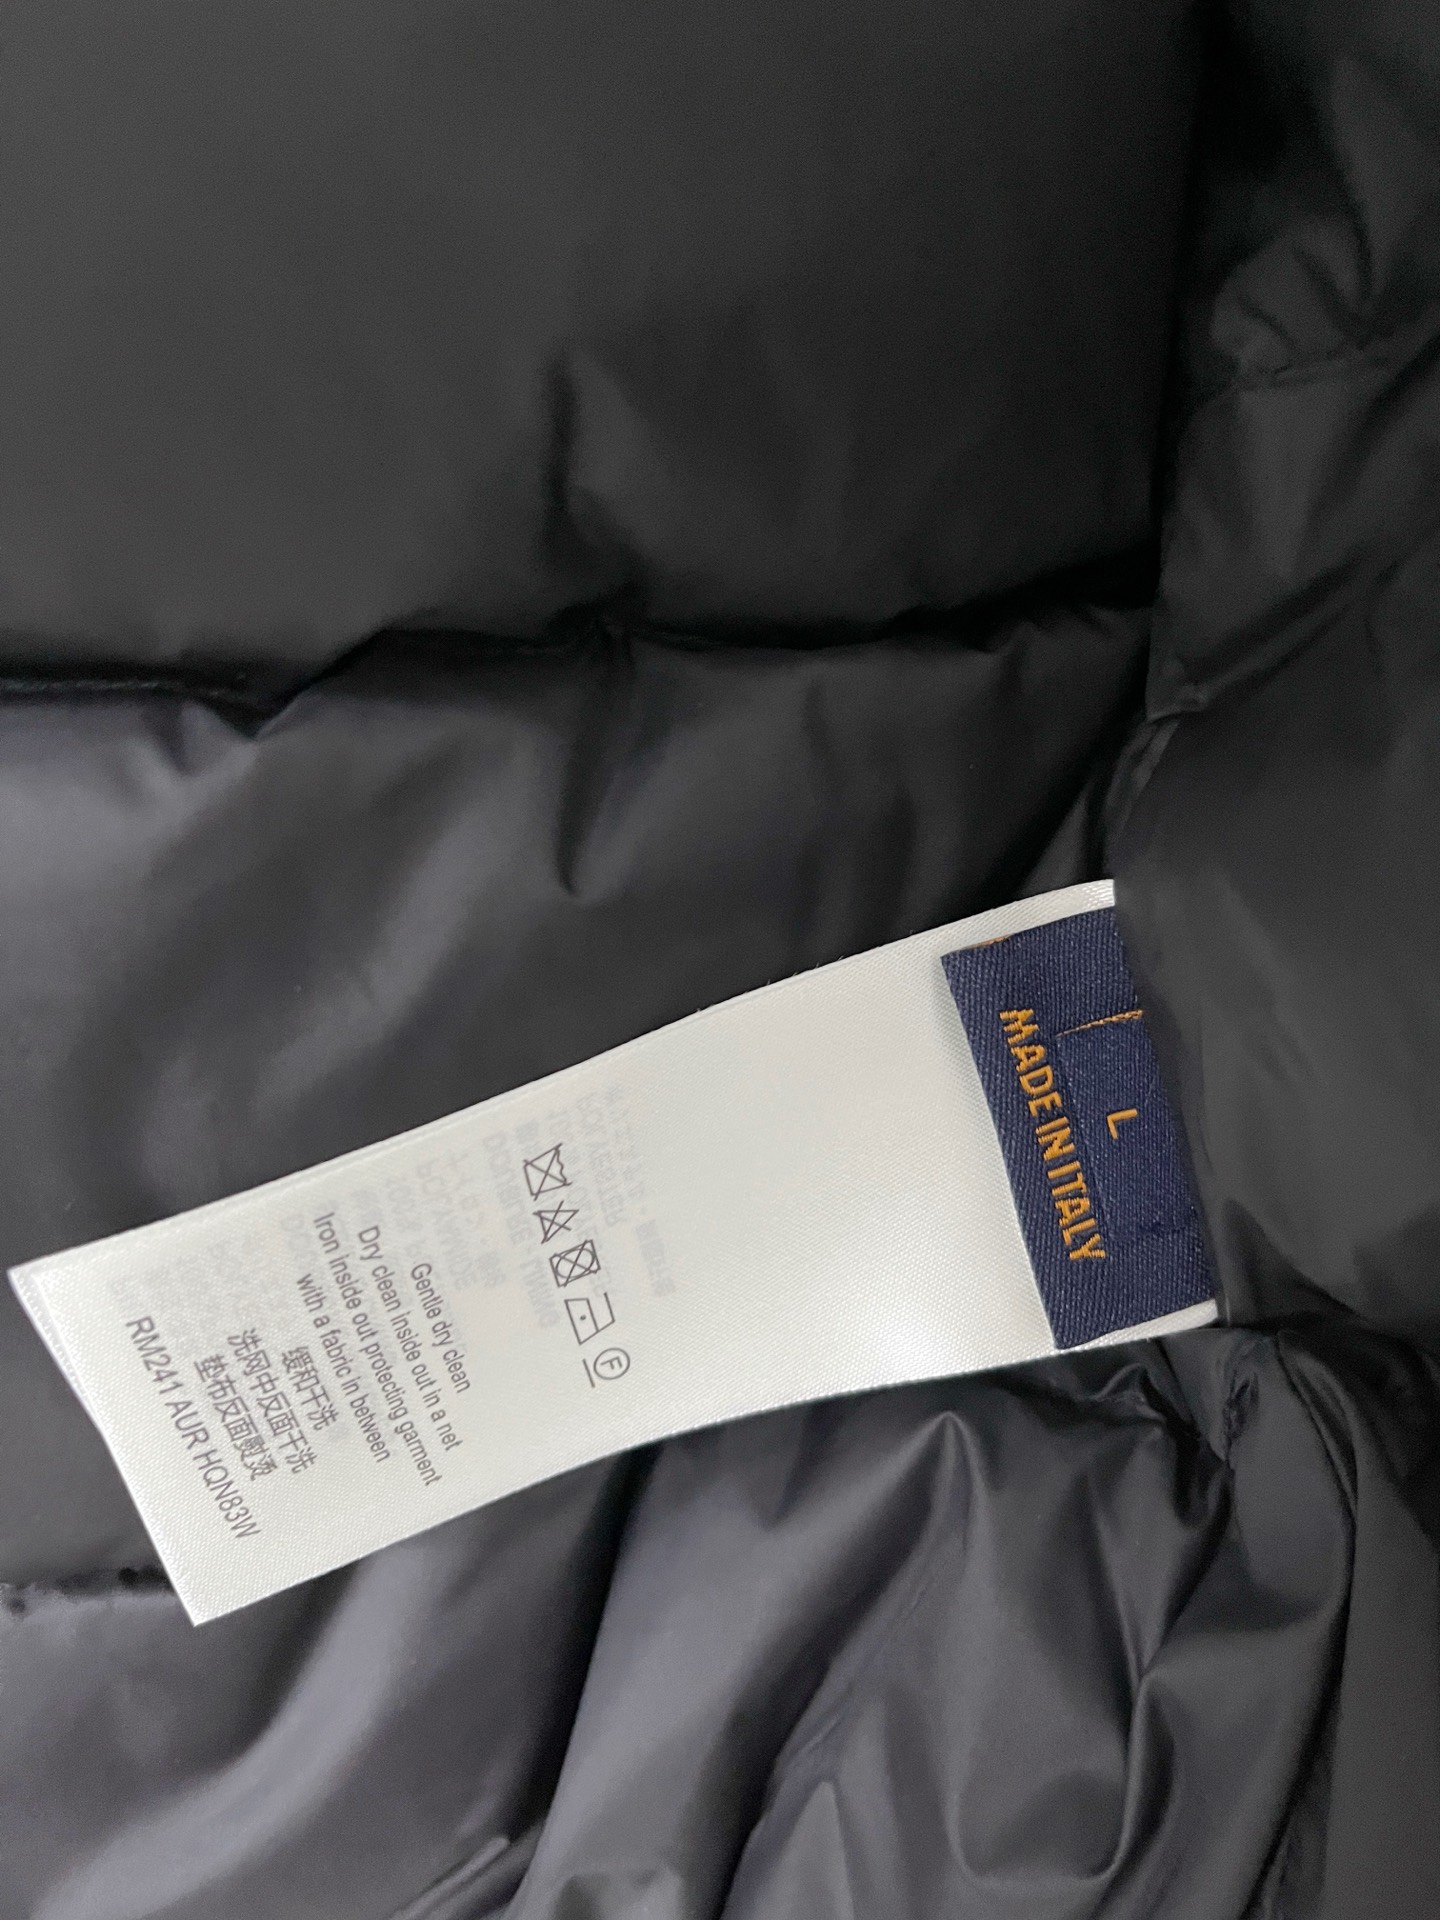 L
MADE IN ITALY
F
Gentle dry clean
Dry clean inside out in a net
Iron inside out protecting garment
with a fabric in between
缓和干洗
洗网中反面干洗
垫布反面熨烫
RM241 AUR HQN83W